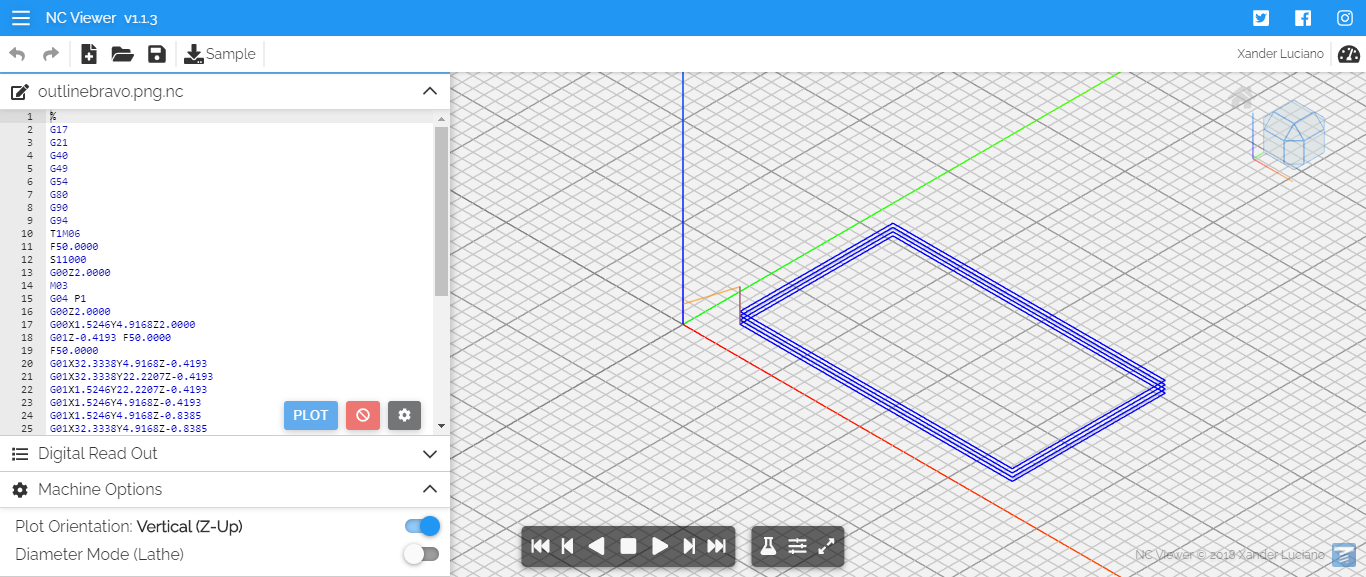 NC Viewer v1.1.3
Sample
Xander Luciano
outlinebravo.png.nc
1 %
2 G17
3 G21
4 G40
5 G49
6 G54
7 G80
8 G90
9 G94
10 T1M06
11 F50.0000
12 S11000
13 G00Z2.0000
14 M03
15 G04 P1
16 G00Z2.0000
17 G00X1.5246Y4.9168Z2.0000
18 G01Z-0.4193 F50.0000
19 F50.0000
20 G01X32.3338Y4.9168Z-0.4193
21 G01X32.3338Y22.2207Z-0.4193
22 G01X1.5246Y22.2207Z-0.4193
23 G01X1.5246Y4.9168Z-0.4193
24 G01X1.5246Y4.9168Z-0.8385
25 G01X32.3338Y4.9168Z-0.8385
PLOT
Digital Read Out
Machine Options
Plot Orientation: Vertical (Z-Up)
Diameter Mode (Lathe)
NC Viewer © 2018 Xander Luciano